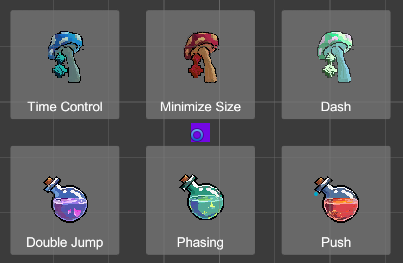 Time Control
Minimize Size
Dash
Double Jump
Phasing
Push